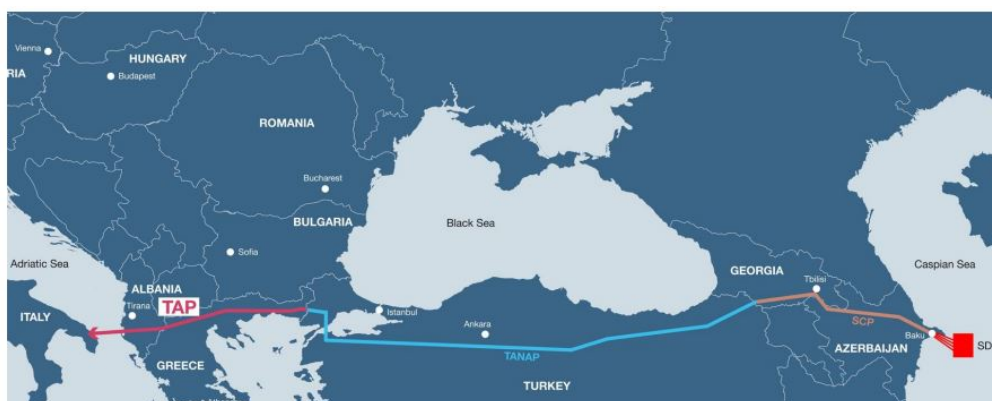 Vienna
HUNGARY
RIA
Budapest
ROMANIA
Bucharest
BULGARIA
Black Sea
Sofia
Adriatic Sea
GEORGIA
Tbilisi
Caspian Sea
ALBANIA
TAP
Tirana
ITALY
Istanbul
Ankara
SCP
Baku
SD
AZERBAIJAN
TANAP
GREECE
TURKEY